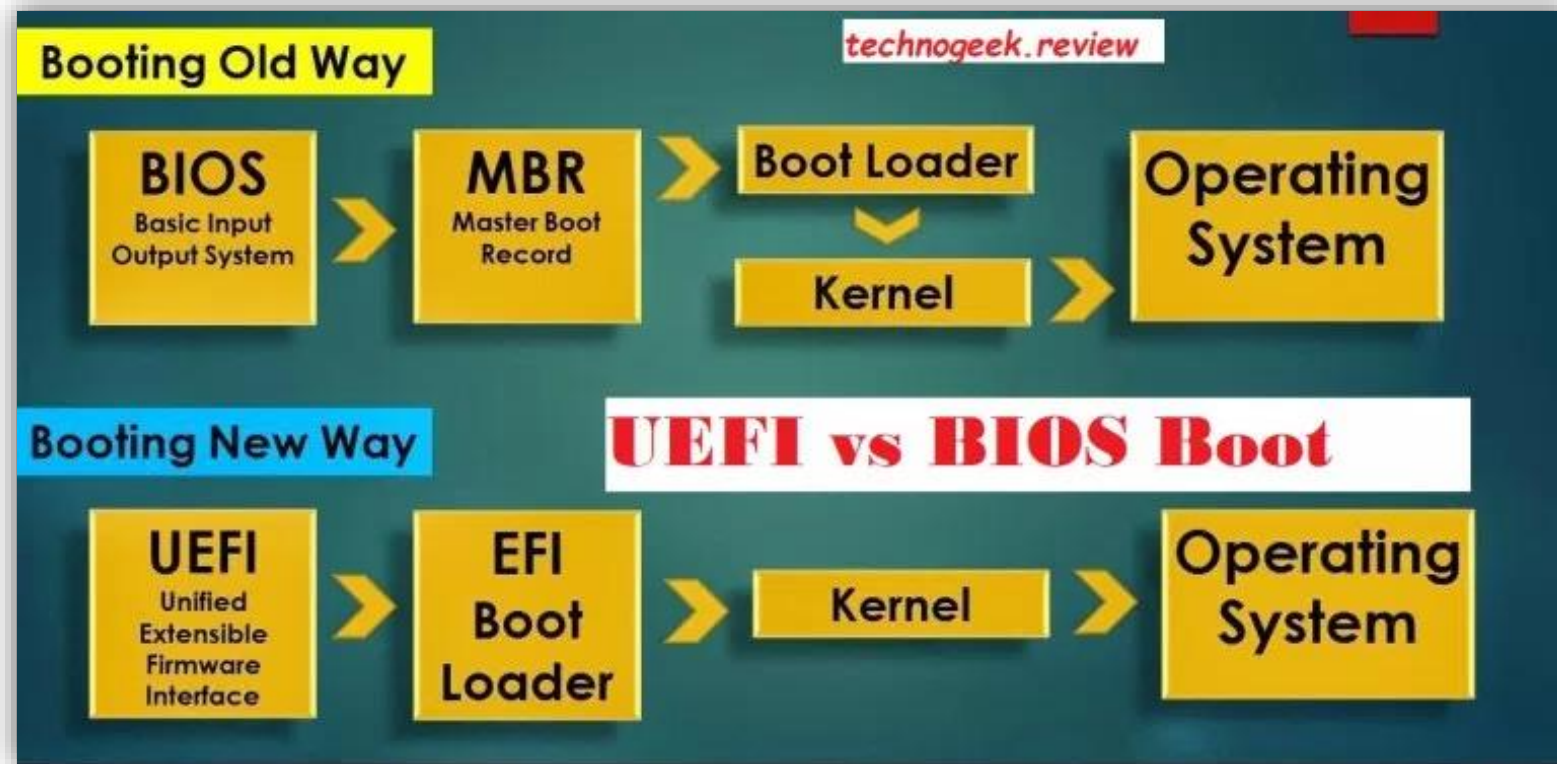 Booting Old Way
technogeek.review
BIOS
Basic Input
Output System
MBR
Master Boot
Record
Boot Loader
Kernel
Operating
System
Booting New Way
UEFI vs BIOS Boot
UEFI
Unified
Extensible
Firmware
Interface
EFI
Boot
Loader
Kernel
Operating
System